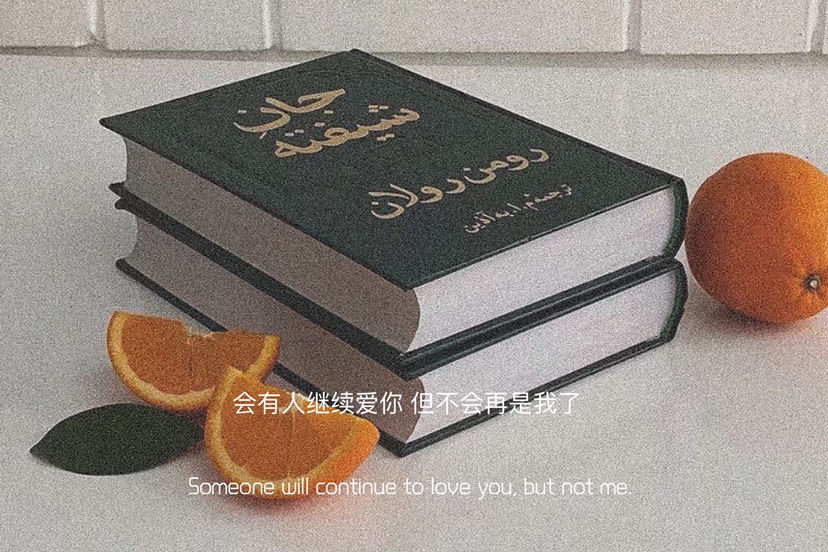 جانِ
شیفته
رومن رولان
ترجمه‌ٔ م. ا. به آذین
会有人继续爱你 但不会再是我了
Someone will continue to love you, but not me.